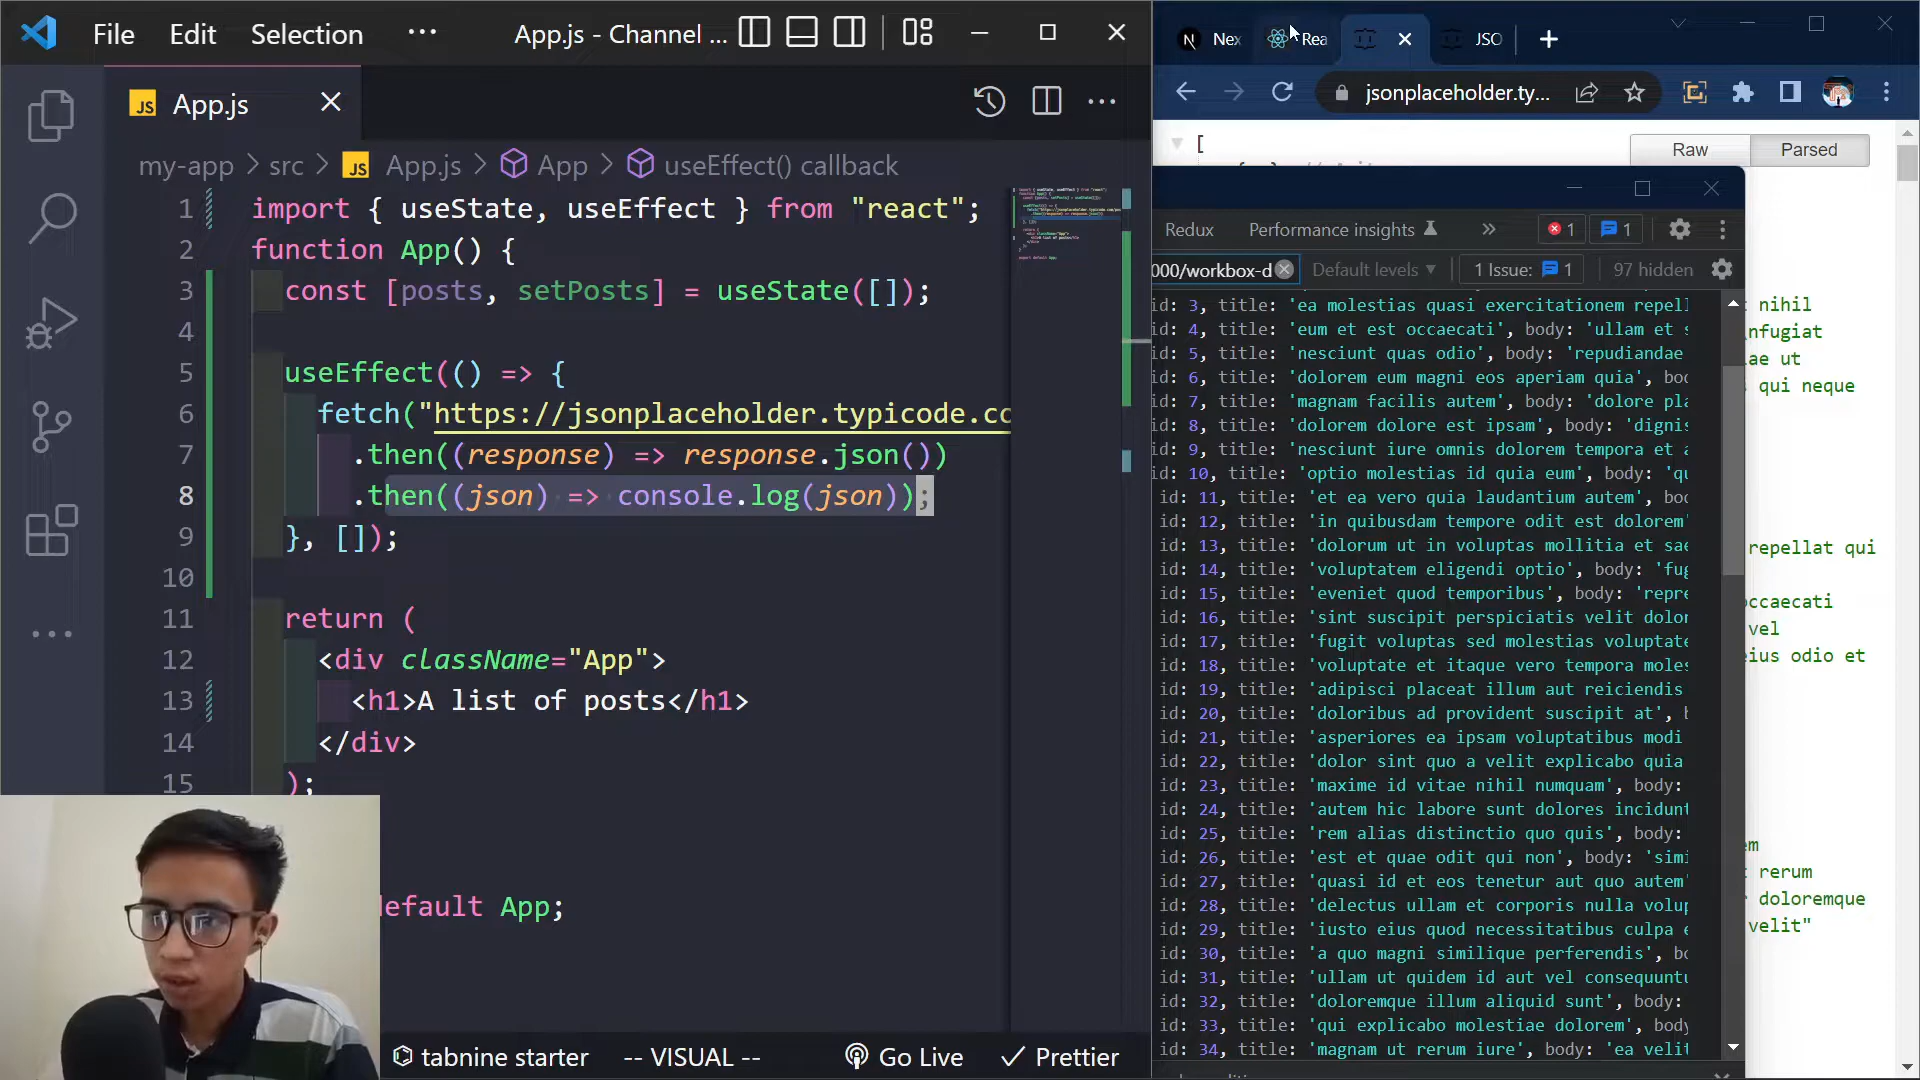 File Edit Selection ··· App.js - Channel ...
JS App.js
my-app > src > JS App.js > App > useEffect() callback
1 import { useState, useEffect } from "react";
2 function App() {
3 const [posts, setPosts] = useState([]);
4
5 useEffect(() => {
6 fetch("https://jsonplaceholder.typicode.co
7 .then((response) => response.json())
8 .then((json) => console.log(json));
9 }, []);
10
11 return (
12 <div className="App">
13 <h1>A list of posts</h1>
14 </div>
15 );
default App;
tabnine starter -- VISUAL -- Go Live Prettier
N Nex Rea JSO
jsonplaceholder.ty...
[
Raw Parsed
Redux Performance insights 1 1
000/workbox-d Default levels 1 Issue: 1 97 hidden
id: 3, title: 'ea molestias quasi exercitationem repell
id: 4, title: 'eum et est occaecati', body: 'ullam et s
id: 5, title: 'nesciunt quas odio', body: 'repudiandae
id: 6, title: 'dolorem eum magni eos aperiam quia', bod
id: 7, title: 'magnam facilis autem', body: 'dolore pla
id: 8, title: 'dolorem dolore est ipsam', body: 'dignis
id: 9, title: 'nesciunt iure omnis dolorem tempora et a
id: 10, title: 'optio molestias id quia eum', body: 'qu
id: 11, title: 'et ea vero quia laudantium autem', bod
id: 12, title: 'in quibusdam tempore odit est dolorem'
id: 13, title: 'dolorum ut in voluptas mollitia et sae
id: 14, title: 'voluptatem eligendi optio', body: 'fug
id: 15, title: 'eveniet quod temporibus', body: 'repre
id: 16, title: 'sint suscipit perspiciatis velit dolor
id: 17, title: 'fugit voluptas sed molestias voluptate
id: 18, title: 'voluptate et itaque vero tempora moles
id: 19, title: 'adipisci placeat illum aut reiciendis
id: 20, title: 'doloribus ad provident suscipit at', b
id: 21, title: 'asperiores ea ipsam voluptatibus modi
id: 22, title: 'dolor sint quo a velit explicabo quia
id: 23, title: 'maxime id vitae nihil numquam', body:
id: 24, title: 'autem hic labore sunt dolores incidunt
id: 25, title: 'rem alias distinctio quo quis', body:
id: 26, title: 'est et quae odit qui non', body: 'simi
id: 27, title: 'quasi id et eos tenetur aut quo autem'
id: 28, title: 'delectus ullam et corporis nulla volup
id: 29, title: 'iusto eius quod necessitatibus culpa e
id: 30, title: 'a quo magni similique perferendis', bo
id: 31, title: 'ullam ut quidem id aut vel consequuntu
id: 32, title: 'doloremque illum aliquid sunt', body:
id: 33, title: 'qui explicabo molestiae dolorem', body
id: 34, title: 'magnam ut rerum iure', body: 'ea velit
t nihil
nfugiat
lae ut
s qui neque
repellat qui
occaecati
vel
eius odio et
em
t rerum
r doloremque
velit"